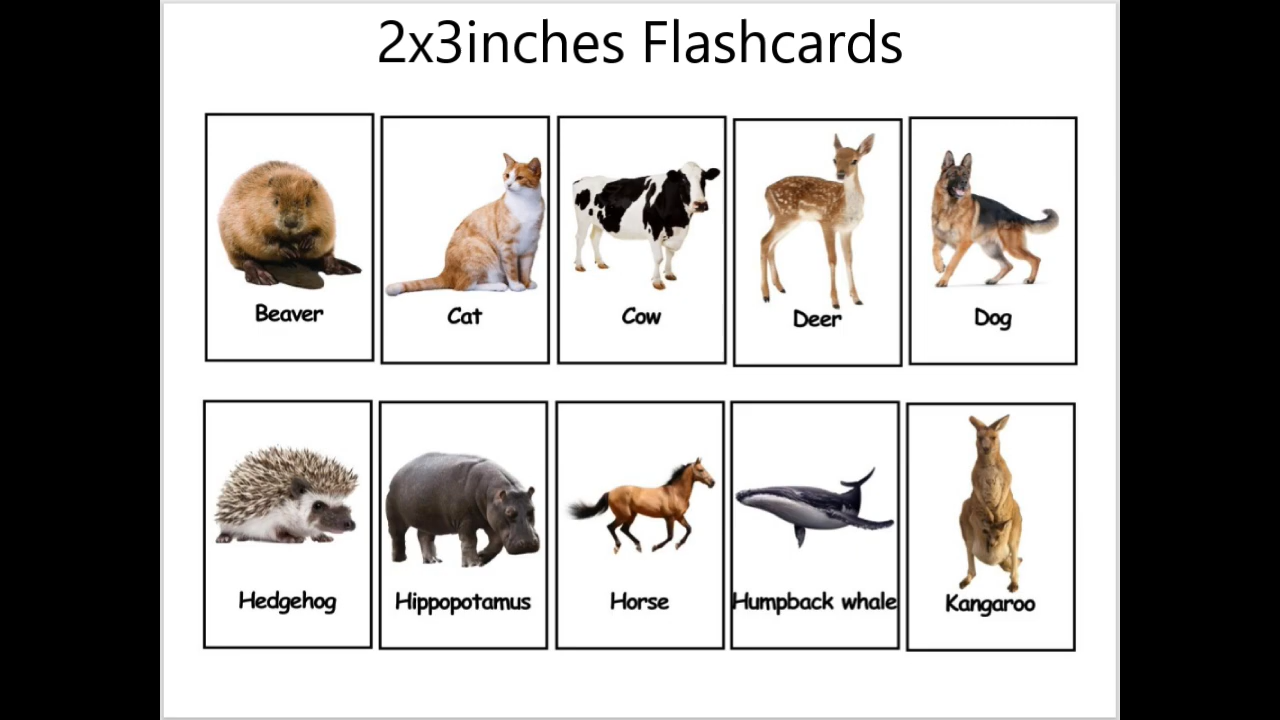 2x3inches Flashcards
Beaver
Cat
Cow
Deer
Dog
Hedgehog
Hippopotamus
Horse
Humpback whale
Kangaroo